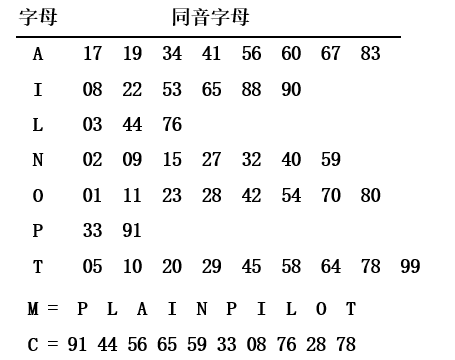 字母 同音字母
A 17 19 34 41 56 60 67 83
I 08 22 53 65 88 90
L 03 44 76
N 02 09 15 27 32 40 59
O 01 11 23 28 42 54 70 80
P 33 91
T 05 10 20 29 45 58 64 78 99
M = P L A I N P I L O T
C = 91 44 56 65 59 33 08 76 28 78